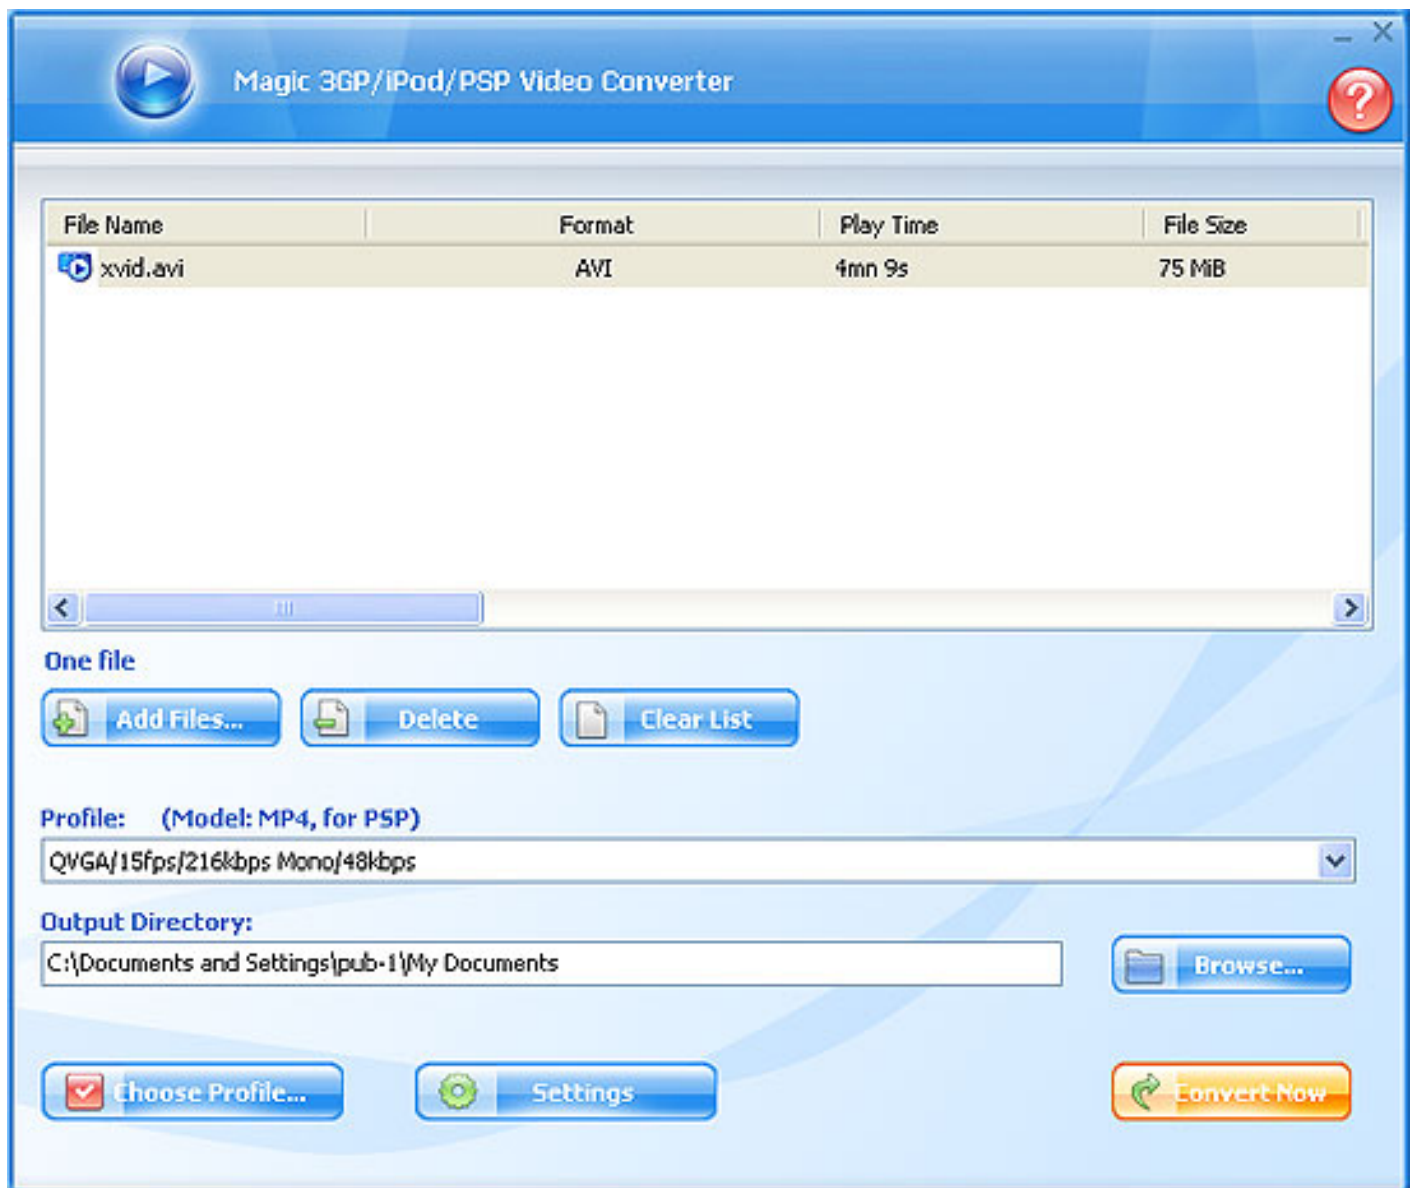 Magic 3GP/iPod/PSP Video Converter
File Name Format Play Time File Size
xvid.avi AVI 4mn 9s 75 MiB
One file
Add Files... Delete Clear List
Profile: (Model: MP4, for PSP)
QVGA/15fps/216kbps Mono/48kbps
Output Directory:
C:\Documents and Settings\pub-1\My Documents
Browse...
Choose Profile... Settings Convert Now